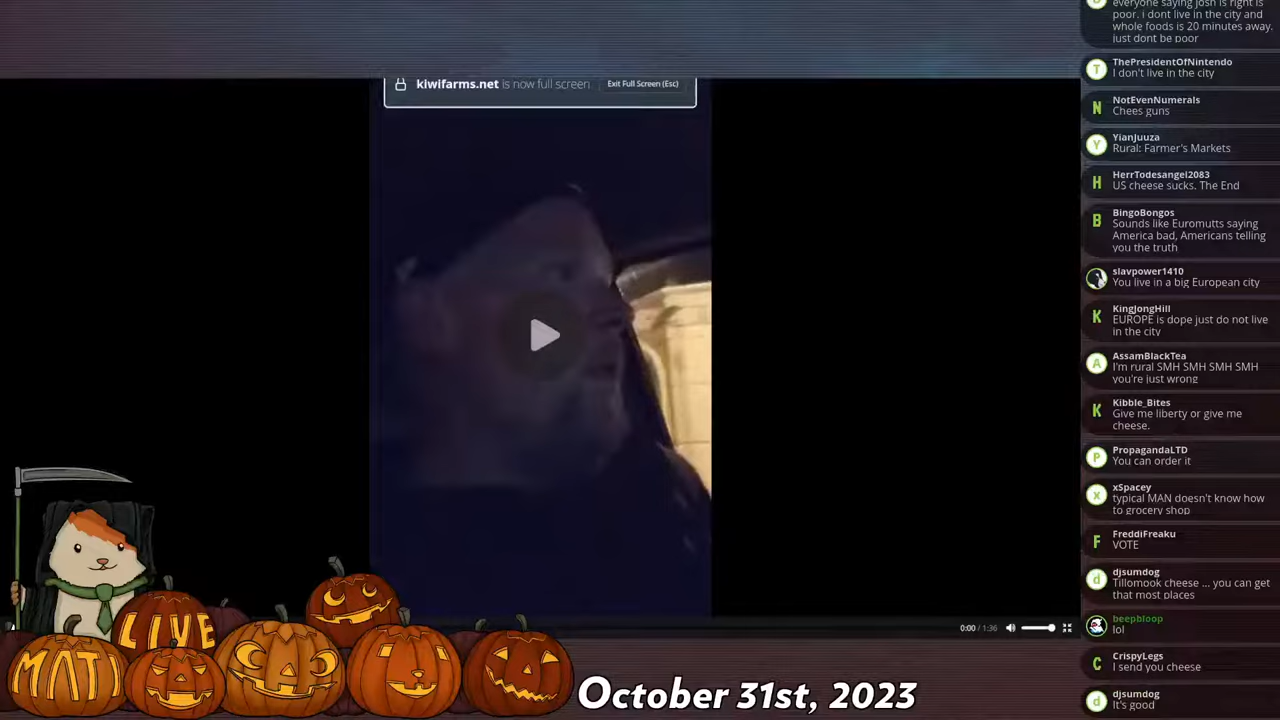 everyone saying josh is right is
poor. i dont live in the city and
whole foods is 20 minutes away.
just dont be poor
kiwifarms.net is now full screen
Exit Full Screen (Esc)
T
ThePresidentOfNintendo
I don't live in the city
N
NotEvenNumerals
Chees guns
Y
YianJuuza
Rural: Farmer's Markets
H
HerrTodesangel2083
US cheese sucks. The End
B
BingoBongos
Sounds like Euromutts saying
America bad, Americans telling
you the truth
slavpower1410
You live in a big European city
K
KingJongHill
EUROPE is dope just do not live
in the city
A
AssamBlackTea
I'm rural SMH SMH SMH SMH
you're just wrong
K
Kibble_Bites
Give me liberty or give me
cheese.
P
PropagandaLTD
You can order it
x
xSpacey
typical MAN doesn't know how
to grocery shop
F
FreddiFreaku
VOTE
d
djsumdog
Tillomook cheese ... you can get
that most places
beepbloop
lol
C
CrispyLegs
I send you cheese
d
djsumdog
It's good
0:00 / 1:36
LIVE
MATI
October 31st, 2023